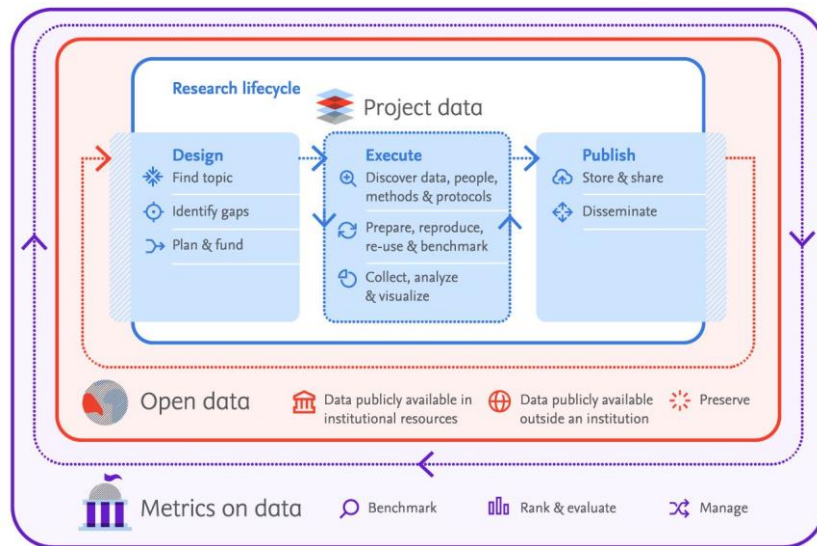 Research lifecycle
Project data
Design
Find topic
Identify gaps
Plan & fund
Execute
Discover data, people,
methods & protocols
Prepare, reproduce,
re-use & benchmark
Collect, analyze
& visualize
Publish
Store & share
Disseminate
Open data
Data publicly available in
institutional resources
Data publicly available
outside an institution
Preserve
Metrics on data
Benchmark
Rank & evaluate
Manage